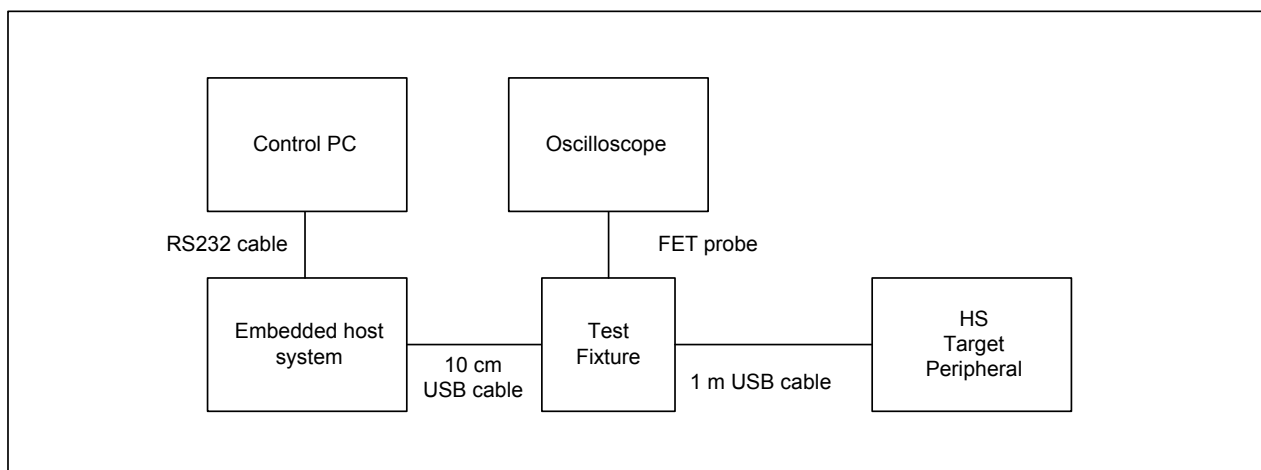 Control PC
Oscilloscope
RS232 cable
FET probe
Embedded host
system
10 cm
USB cable
Test
Fixture
1 m USB cable
HS
Target
Peripheral